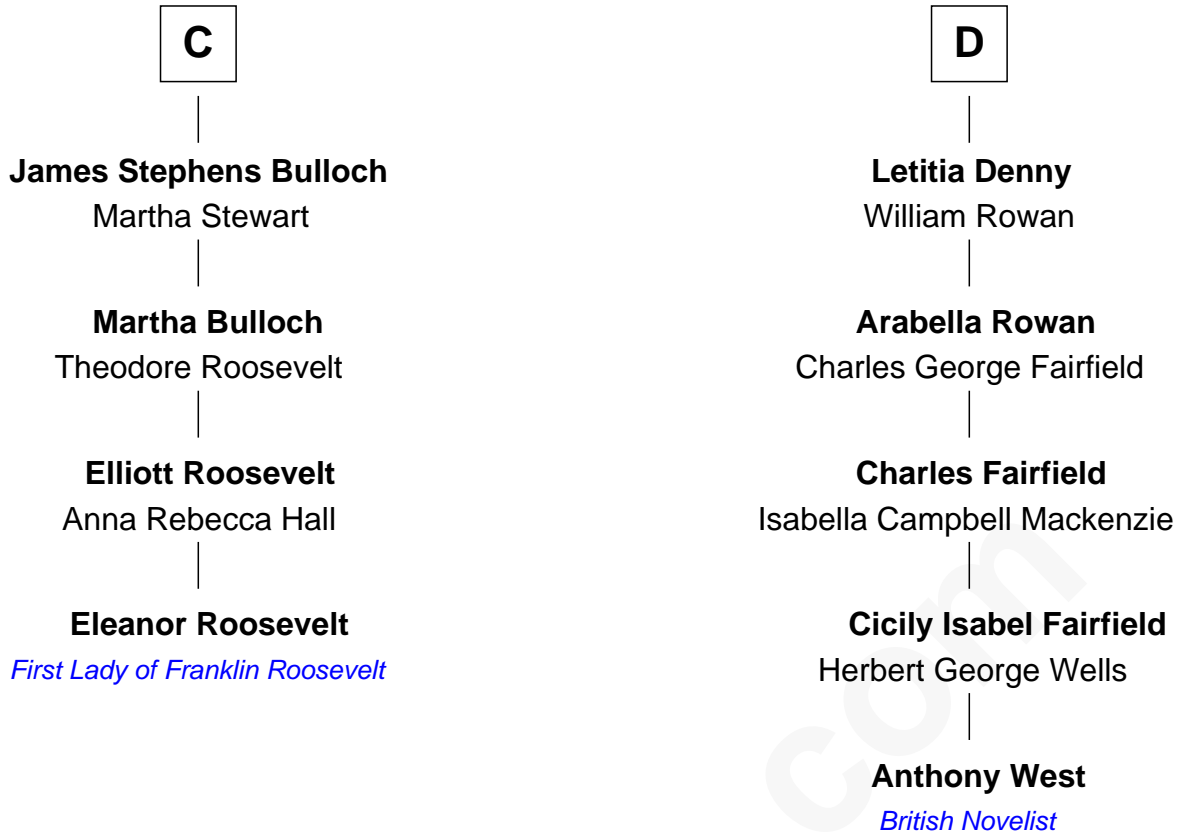 C
James Stephens Bulloch
Martha Stewart
Martha Bulloch
Theodore Roosevelt
Elliott Roosevelt
Anna Rebecca Hall
Eleanor Roosevelt
First Lady of Franklin Roosevelt
D
Letitia Denny
William Rowan
Arabella Rowan
Charles George Fairfield
Charles Fairfield
Isabella Campbell Mackenzie
Cicily Isabel Fairfield
Herbert George Wells
Anthony West
British Novelist
com